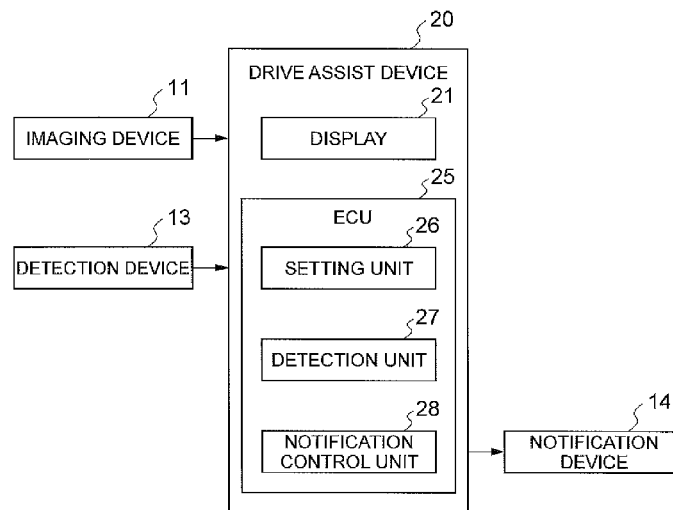 20
DRIVE ASSIST DEVICE
11
IMAGING DEVICE
21
DISPLAY
25
ECU
13
DETECTION DEVICE
26
SETTING UNIT
27
DETECTION UNIT
28
NOTIFICATION
CONTROL UNIT
14
NOTIFICATION
DEVICE